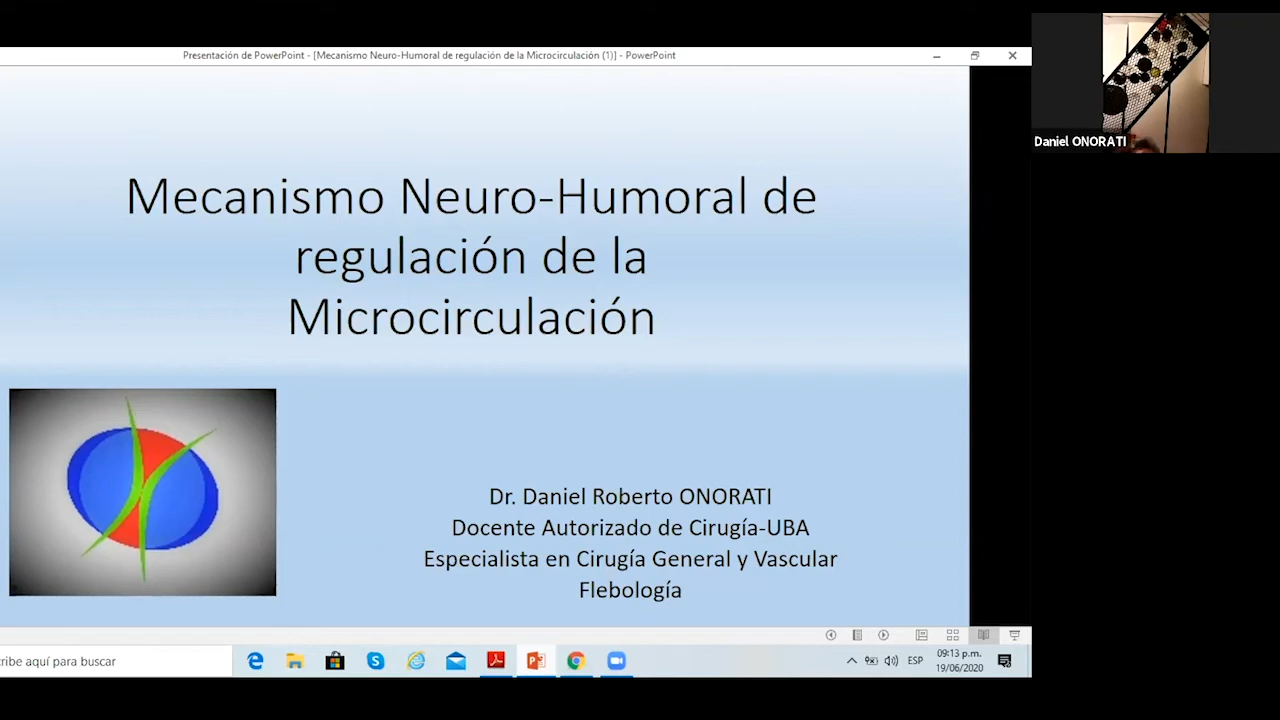 Presentación de PowerPoint - [Mecanismo Neuro-Humoral de regulación de la Microcirculación (1)] - PowerPoint
Daniel ONORATI
Mecanismo Neuro-Humoral de
regulación de la
Microcirculación
Dr. Daniel Roberto ONORATI
Docente Autorizado de Cirugía-UBA
Especialista en Cirugía General y Vascular
Flebología
cribe aquí para buscar
ESP
09:13 p.m.
19/06/2020